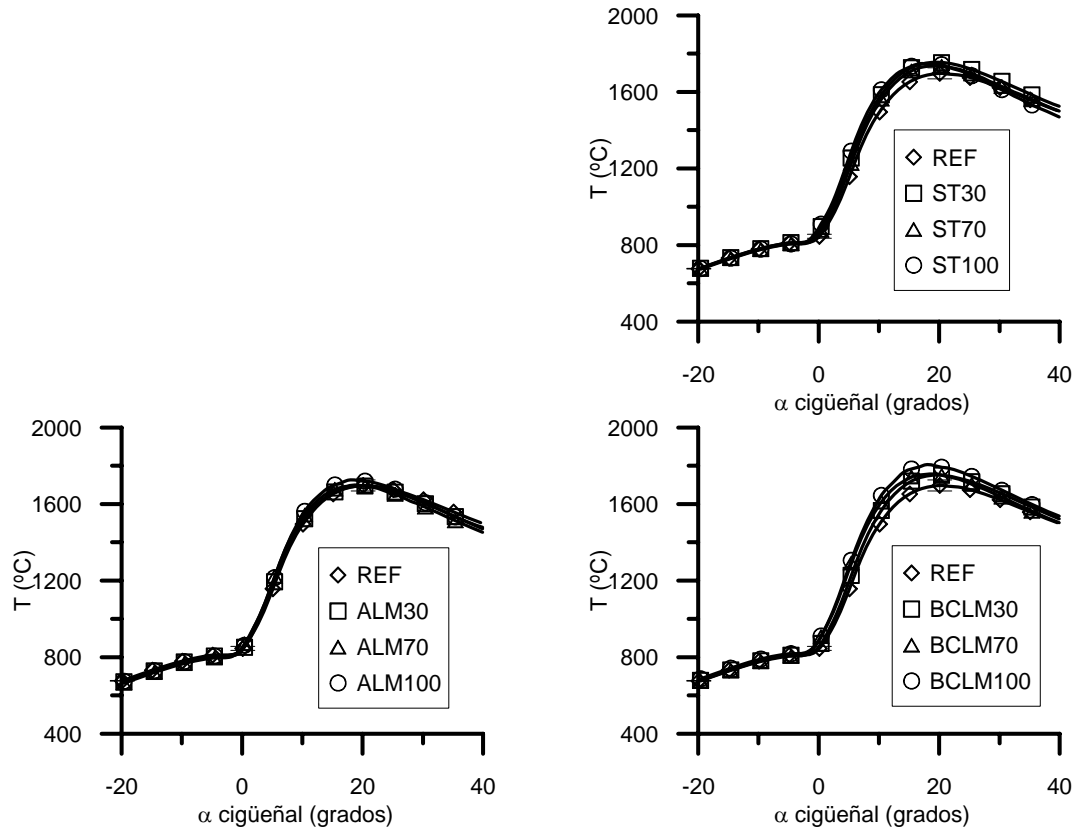 2000
1600
1200
800
400
T (ºC)
-20 0 20 40
α cigüeñal (grados)
REF
ST30
ST70
ST100
2000
1600
1200
800
400
T (ºC)
-20 0 20 40
α cigüeñal (grados)
REF
ALM30
ALM70
ALM100
2000
1600
1200
800
400
T (ºC)
-20 0 20 40
α cigüeñal (grados)
REF
BCLM30
BCLM70
BCLM100